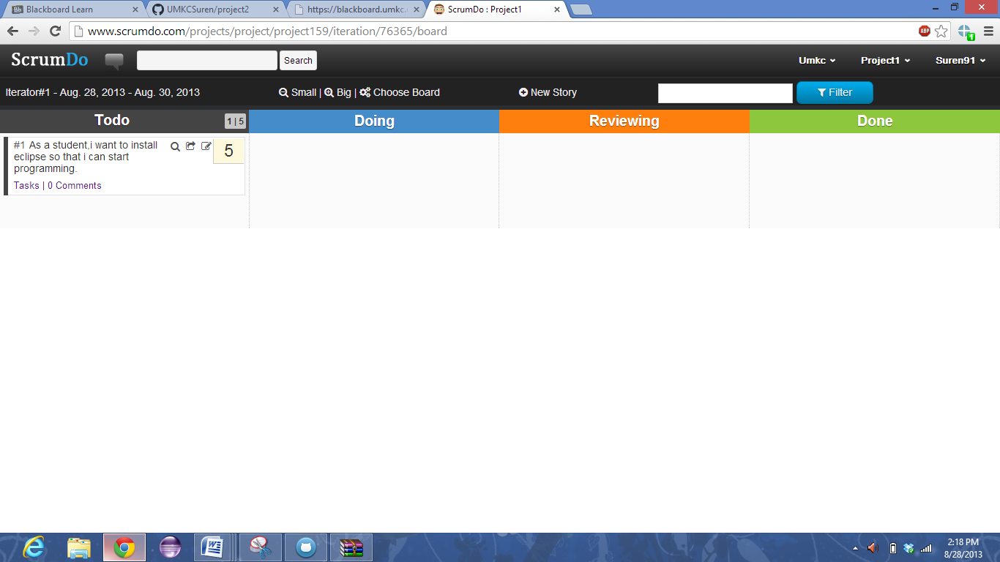 Blackboard Learn
UMKCSuren/project2
https://blackboard.umkc.
ScrumDo : Project1
www.scrumdo.com/projects/project/project159/iteration/76365/board
ABP
1
ScrumDo
Search
Umkc
Project1
Suren91
Iterator#1 - Aug. 28, 2013 - Aug. 30, 2013
Small | Big | Choose Board
New Story
Filter
Todo
1 | 5
Doing
Reviewing
Done
#1 As a student,i want to install
eclipse so that i can start
programming.
5
Tasks | 0 Comments
2:18 PM
8/28/2013